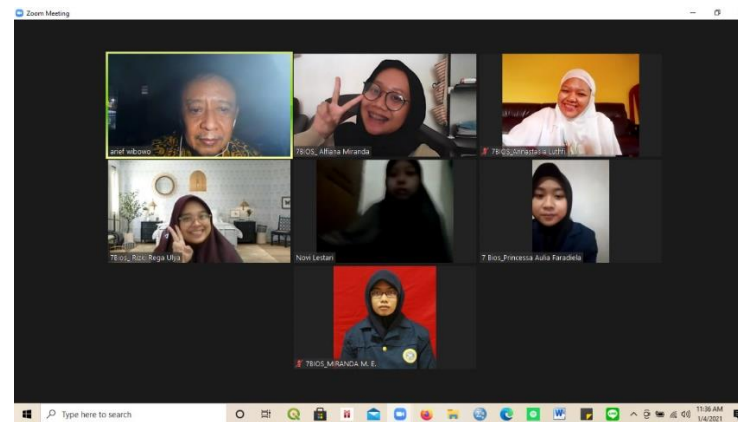 Zoom Meeting
arief wibowo
7BIOS_ Alfiana Miranda
7BIOS_Annastasia Luthfi
7Bios_ Rizki Rega Ulya
Novi Lestari
7 Bios_Princessa Aulia Faradiela
7BIOS_MIRANDA M. E.
Type here to search
11:36 AM
1/4/2021